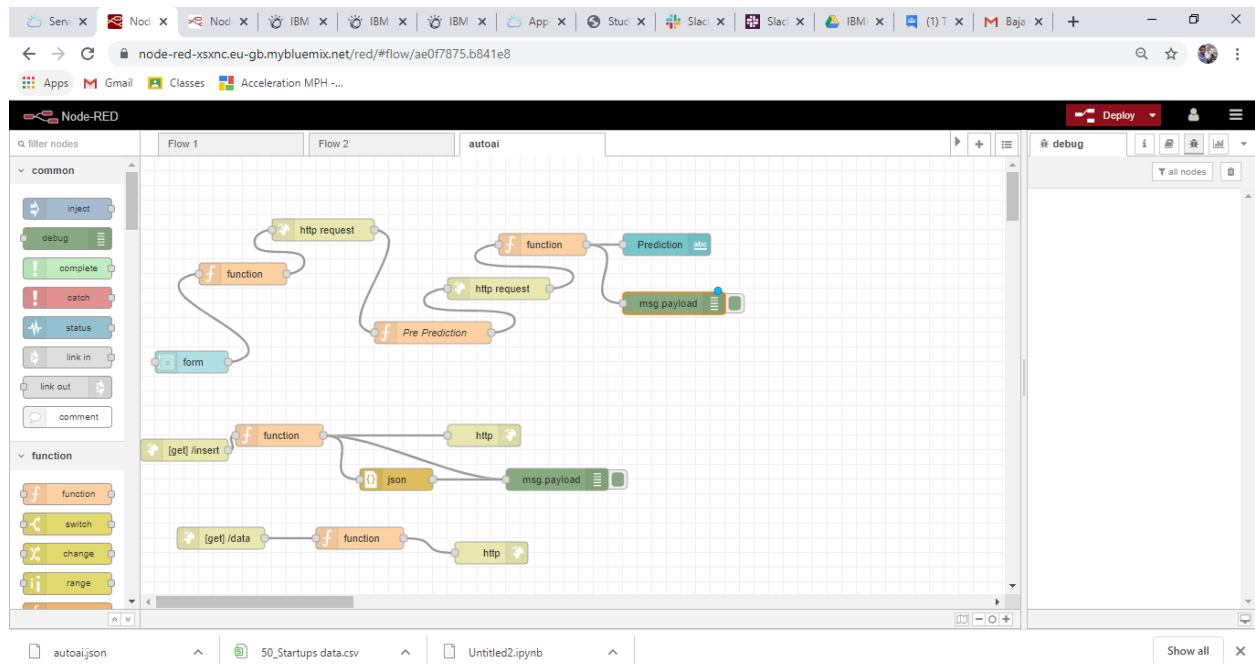 Servi
Nod
Nod
IBM
IBM
IBM
App
Stud
Slacl
Slacl
IBM
(1) T
Baja
node-red-xsxnc.eu-gb.mybluemix.net/red/#flow/ae0f7875.b841e8
Apps Gmail Classes Acceleration MPH -...
Node-RED Deploy
filter nodes Flow 1 Flow 2 autoai debug i
all nodes
common
inject
debug
complete
catch
status
link in
link out
comment
function
function
switch
change
range
http request
function
form
Pre Prediction
http request
function
Prediction abc
msg.payload
[get] /insert
function
http
json
msg.payload
[get] /data
function
http
autoai.json 50_Startups data.csv Untitled2.ipynb Show all